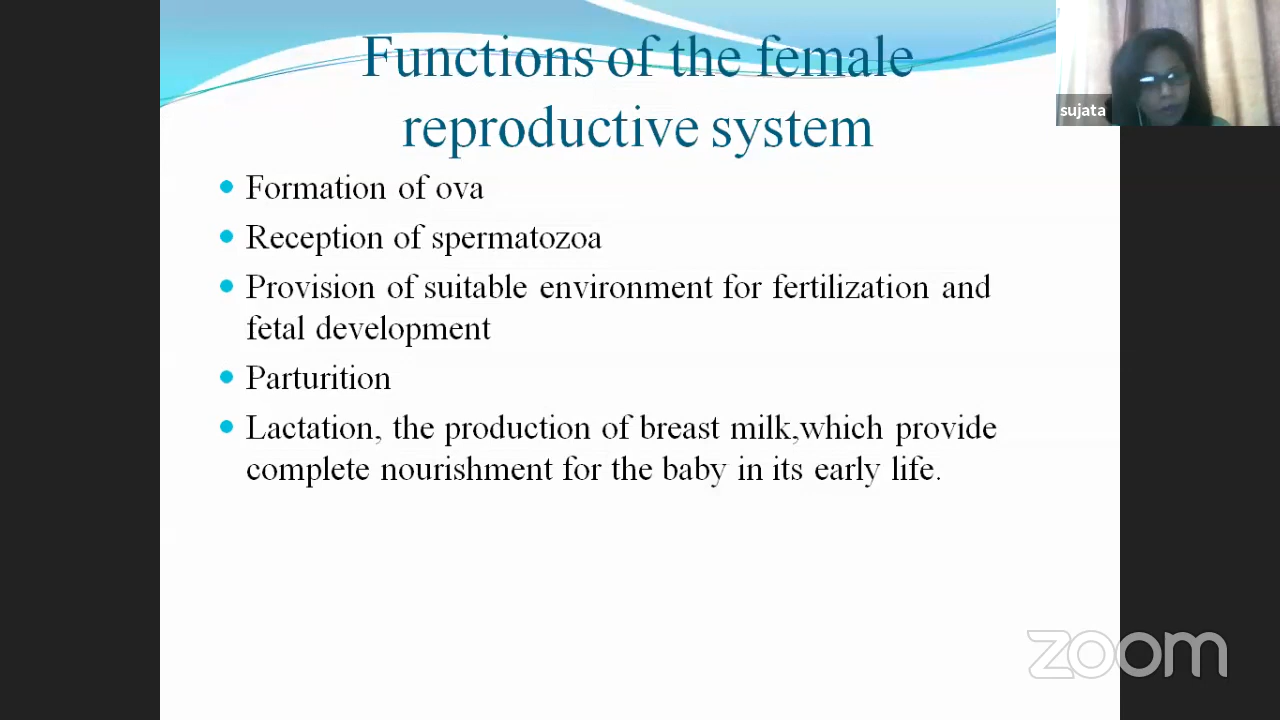 Functions of the female
reproductive system
sujata
• Formation of ova
• Reception of spermatozoa
• Provision of suitable environment for fertilization and
fetal development
• Parturition
• Lactation, the production of breast milk,which provide
complete nourishment for the baby in its early life.
zoom